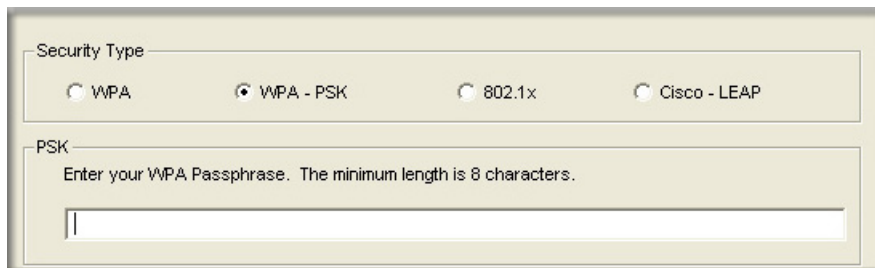 Security Type
WPA WPA - PSK 802.1x Cisco - LEAP
PSK
Enter your WPA Passphrase. The minimum length is 8 characters.